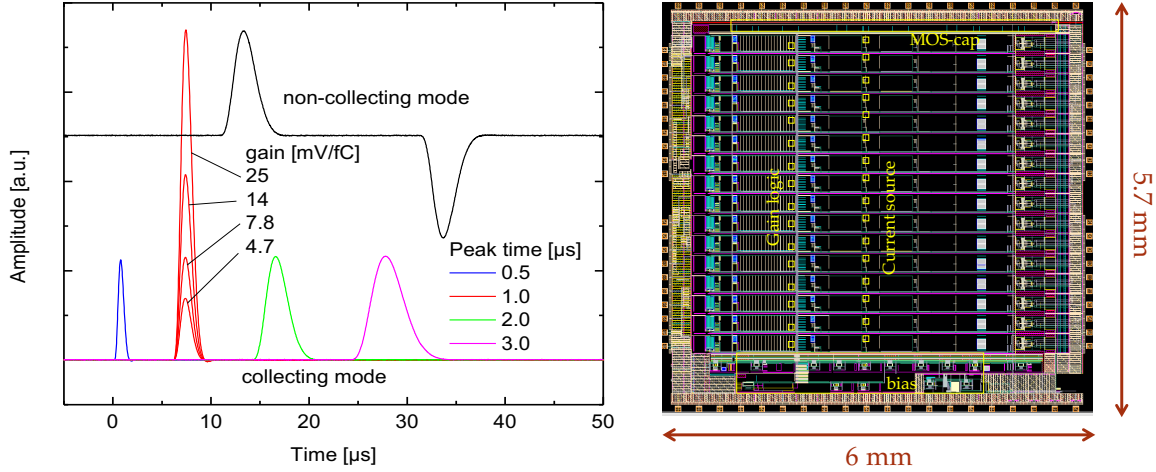 non-collecting mode
gain [mV/fC]
25
14
7.8
4.7
Peak time [µs]
0.5
1.0
2.0
3.0
collecting mode
Amplitude [a.u.]
0
10
20
30
40
50
Time [µs]
MOS-cap
Gain logic
Current source
bias
5.7 mm
6 mm